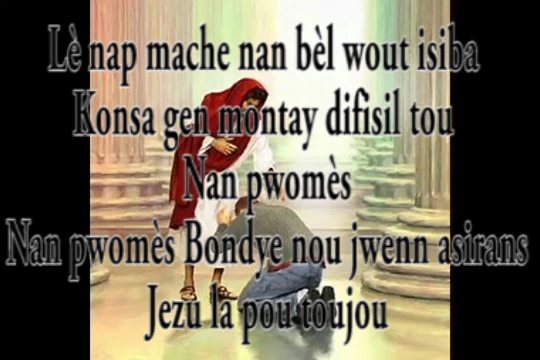 Lè nap mache nan bèl wout isiba
Konsa gen montay difisil tou
Nan pwomès
Nan pwomès Bondye nou jwenn asirans
Jezu la pou toujou